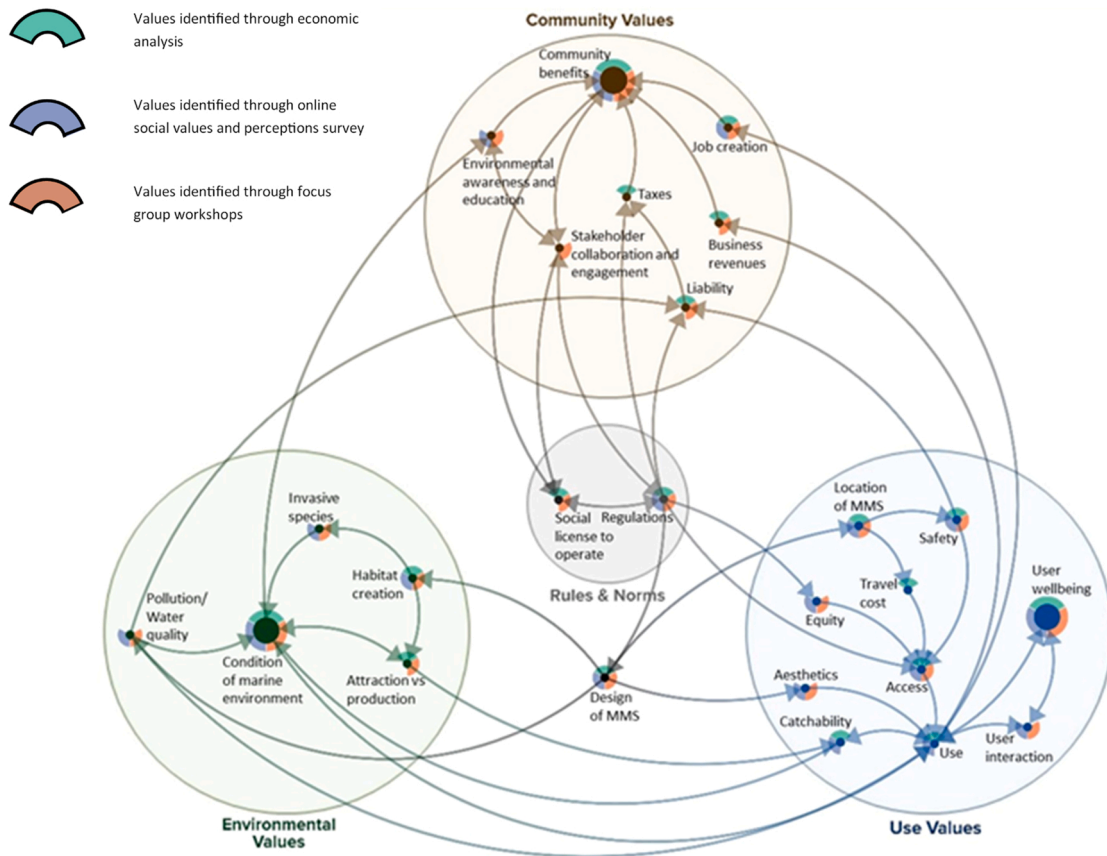 Values identified through economic
analysis
Values identified through online
social values and perceptions survey
Values identified through focus
group workshops
Community Values
Community
benefits
Job creation
Environmental
awareness and
education
Taxes
Stakeholder
collaboration and
engagement
Business
revenues
Liability
Social
license to
operate
Regulations
Rules & Norms
Invasive
species
Habitat
creation
Pollution/
Water
quality
Condition
of marine
environment
Attraction vs
production
Environmental
Values
Design
of MMS
Location
of MMS
Safety
Travel
cost
User
wellbeing
Equity
Access
Aesthetics
Catchability
Use
User
interaction
Use Values